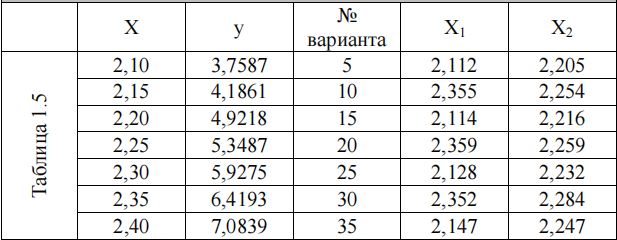 X y № варианта X₁ X₂
Таблица 1.5
2,10 3,7587 5 2,112 2,205
2,15 4,1861 10 2,355 2,254
2,20 4,9218 15 2,114 2,216
2,25 5,3487 20 2,359 2,259
2,30 5,9275 25 2,128 2,232
2,35 6,4193 30 2,352 2,284
2,40 7,0839 35 2,147 2,247